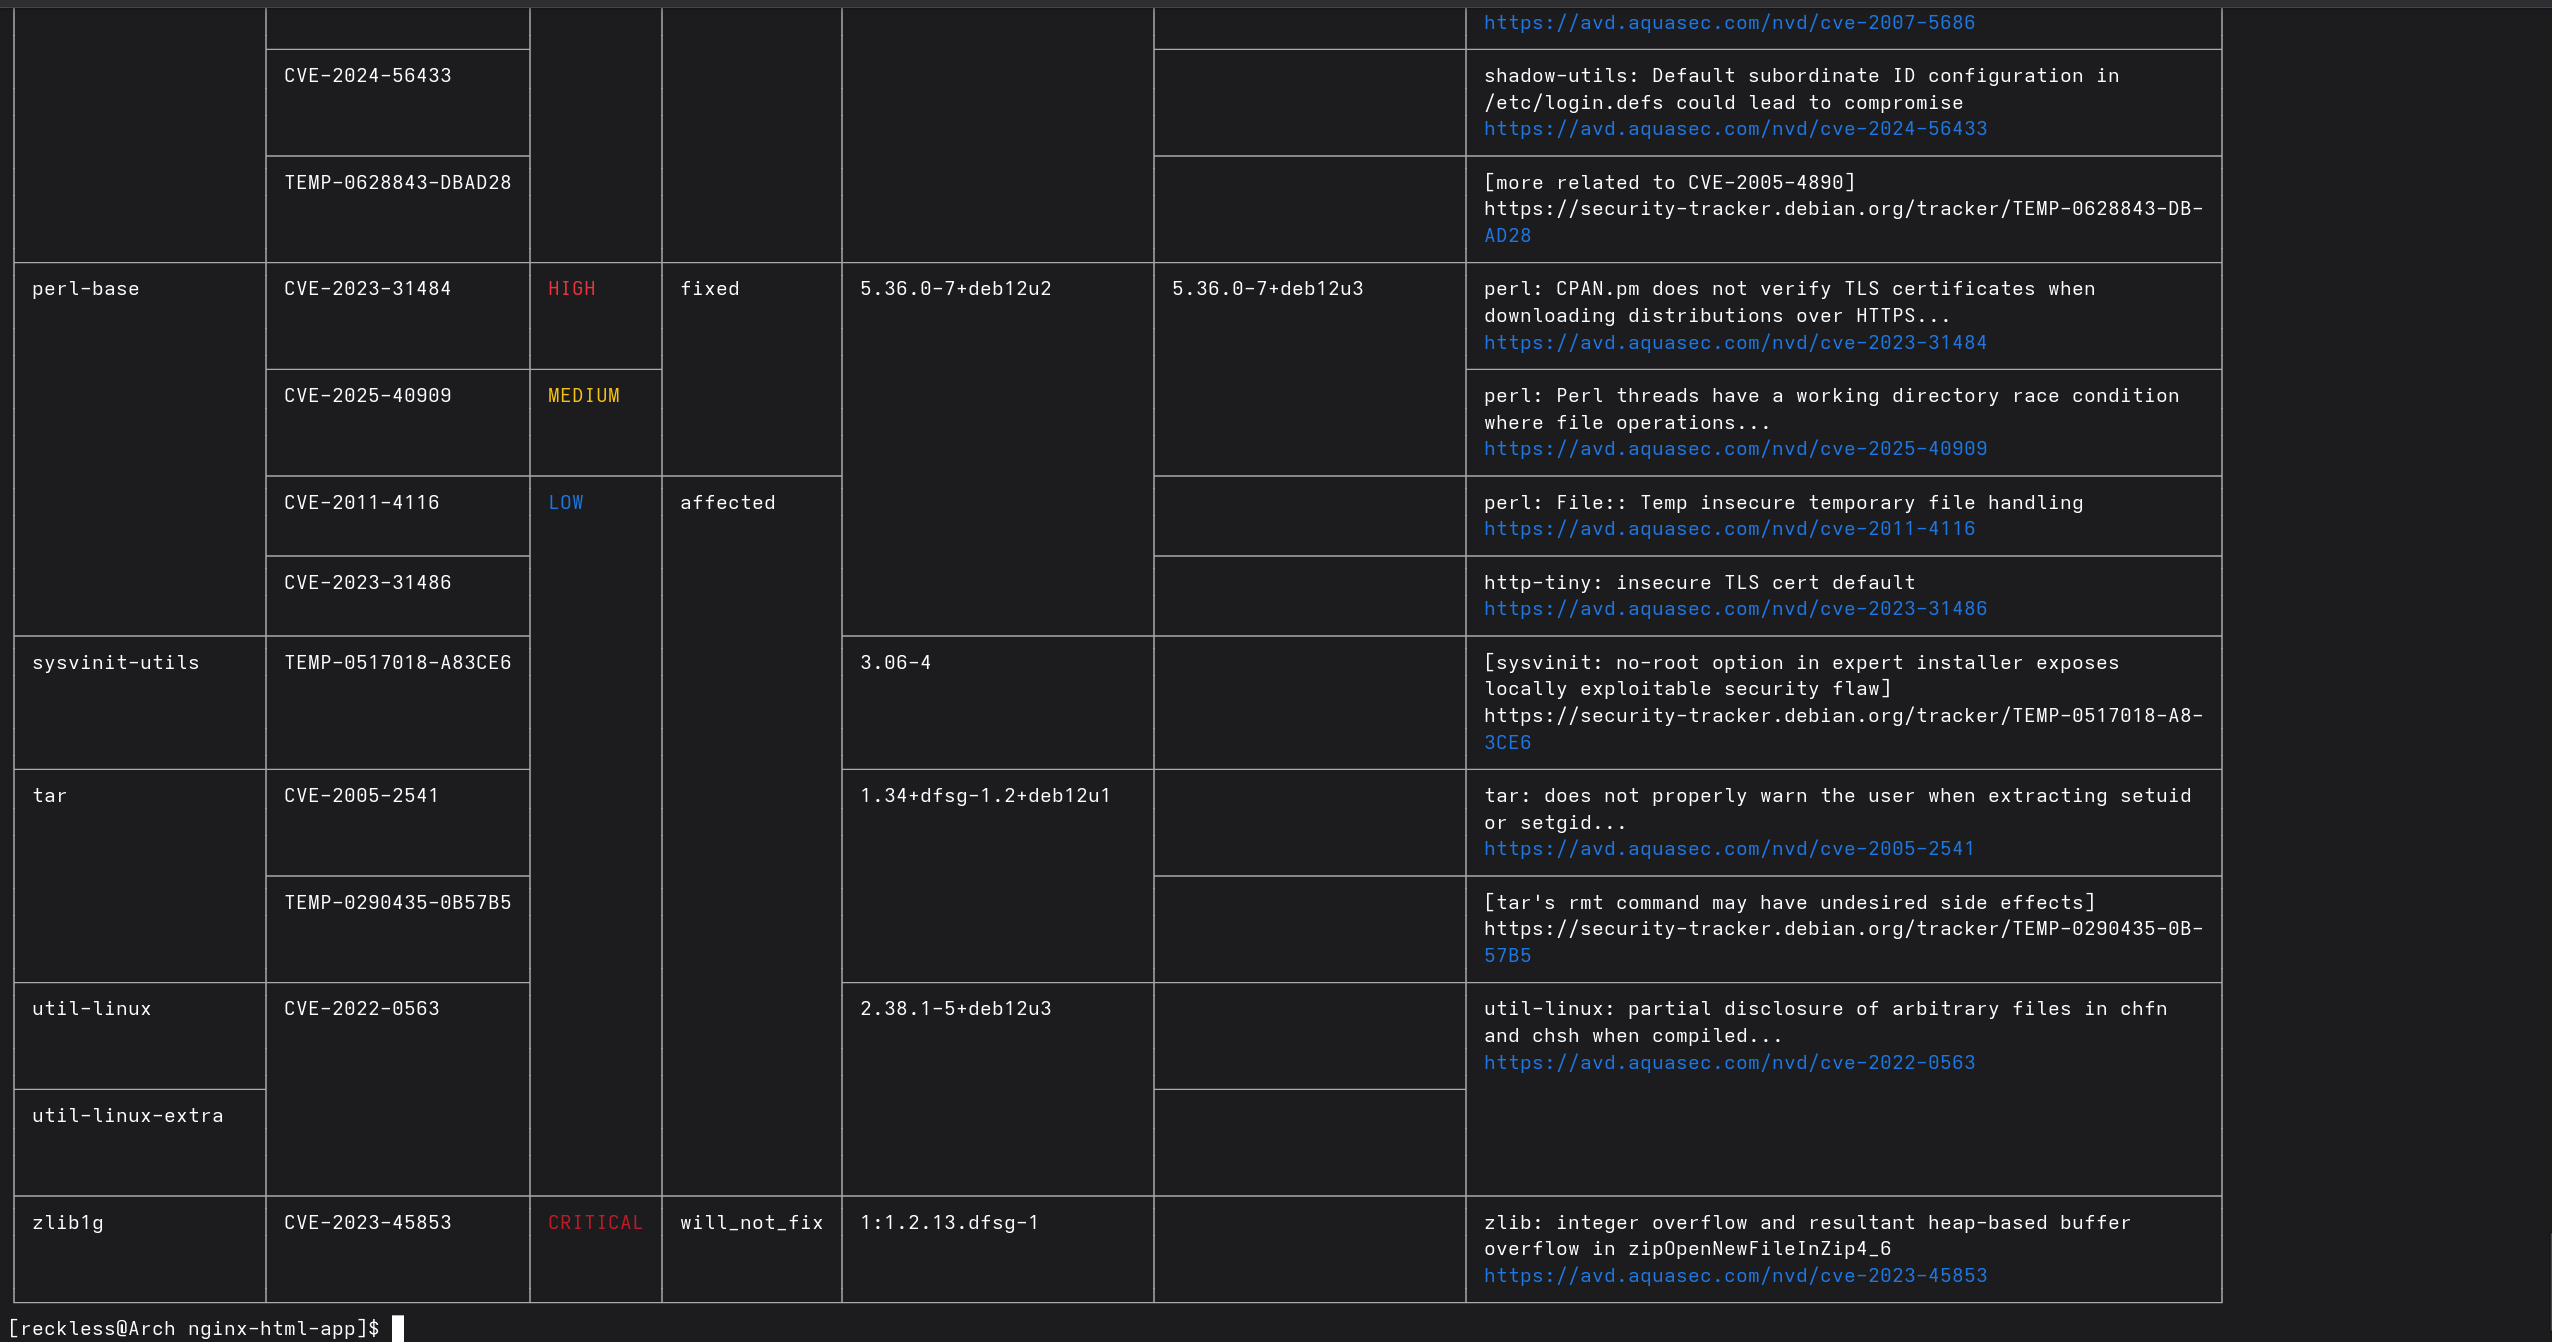 https://avd.aquasec.com/nvd/cve-2007-5686
CVE-2024-56433 shadow-utils: Default subordinate ID configuration in
/etc/login.defs could lead to compromise
https://avd.aquasec.com/nvd/cve-2024-56433
TEMP-0628843-DBAD28 [more related to CVE-2005-4890]
https://security-tracker.debian.org/tracker/TEMP-0628843-DB-
AD28
perl-base CVE-2023-31484 HIGH fixed 5.36.0-7+deb12u2 5.36.0-7+deb12u3 perl: CPAN.pm does not verify TLS certificates when
downloading distributions over HTTPS...
https://avd.aquasec.com/nvd/cve-2023-31484
CVE-2025-40909 MEDIUM perl: Perl threads have a working directory race condition
where file operations...
https://avd.aquasec.com/nvd/cve-2025-40909
CVE-2011-4116 LOW affected perl: File:: Temp insecure temporary file handling
https://avd.aquasec.com/nvd/cve-2011-4116
CVE-2023-31486 http-tiny: insecure TLS cert default
https://avd.aquasec.com/nvd/cve-2023-31486
sysvinit-utils TEMP-0517018-A83CE6 3.06-4 [sysvinit: no-root option in expert installer exposes
locally exploitable security flaw]
https://security-tracker.debian.org/tracker/TEMP-0517018-A8-
3CE6
tar CVE-2005-2541 1.34+dfsg-1.2+deb12u1 tar: does not properly warn the user when extracting setuid
or setgid...
https://avd.aquasec.com/nvd/cve-2005-2541
TEMP-0290435-0B57B5 [tar's rmt command may have undesired side effects]
https://security-tracker.debian.org/tracker/TEMP-0290435-0B-
57B5
util-linux CVE-2022-0563 2.38.1-5+deb12u3 util-linux: partial disclosure of arbitrary files in chfn
and chsh when compiled...
https://avd.aquasec.com/nvd/cve-2022-0563
util-linux-extra
zlib1g CVE-2023-45853 CRITICAL will_not_fix 1:1.2.13.dfsg-1 zlib: integer overflow and resultant heap-based buffer
overflow in zipOpenNewFileInZip4_6
https://avd.aquasec.com/nvd/cve-2023-45853
[reckless@Arch nginx-html-app]$